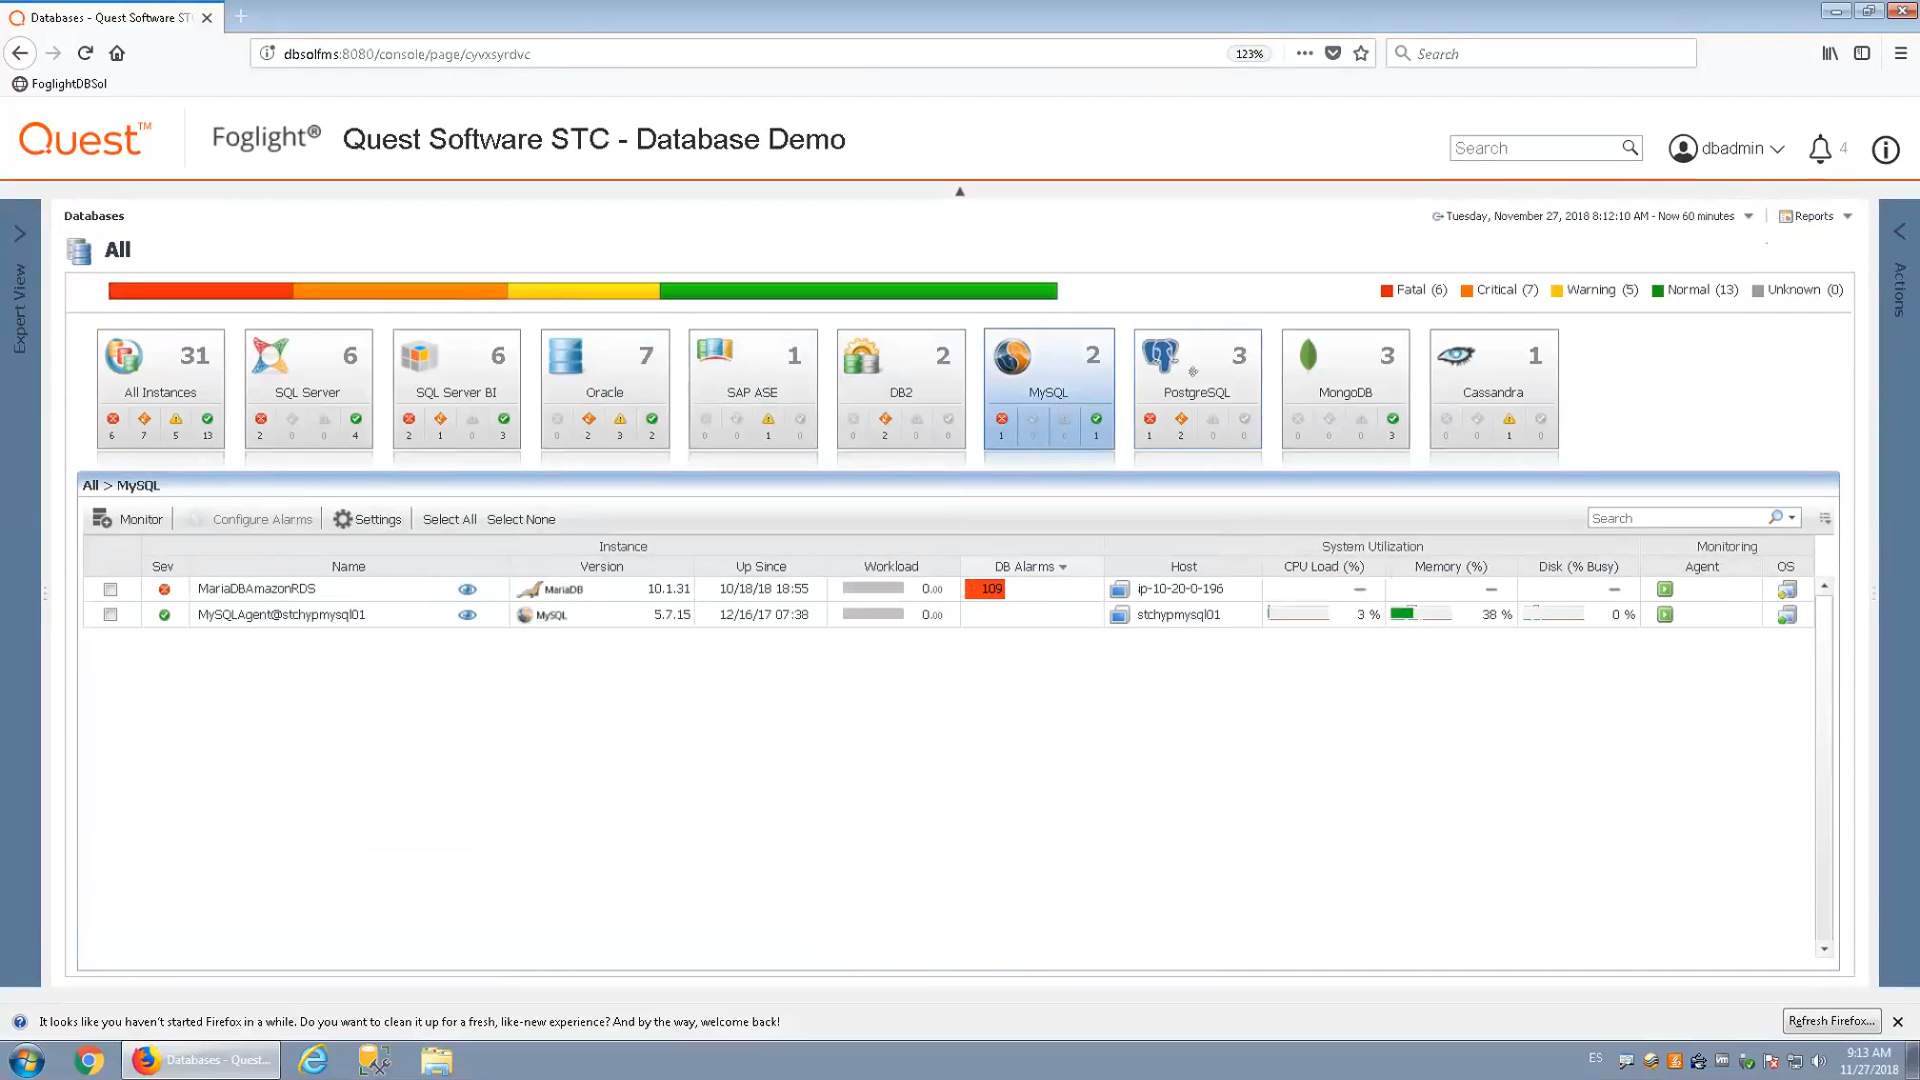 Databases - Quest Software ST
dbsolfms:8080/console/page/cyvxsyrdvc
123%
Search
FoglightDBSol
Quest™
Foglight®
Quest Software STC - Database Demo
Search
dbadmin
4
Expert View
Actions
Databases
Tuesday, November 27, 2018 8:12:10 AM - Now 60 minutes
Reports
All
Fatal (6) Critical (7) Warning (5) Normal (13) Unknown (0)
31 6 6 7 1 2 2 3 3 1
All Instances SQL Server SQL Server BI Oracle SAP ASE DB2 MySQL PostgreSQL MongoDB Cassandra
6 7 5 13 2 0 0 4 2 1 0 3 0 2 3 2 0 0 1 0 0 2 0 0 1 0 0 1 1 2 0 0 0 0 0 3 0 0 1 0
All > MySQL
Monitor Configure Alarms Settings Select All Select None
Search
Instance System Utilization Monitoring
Sev Name Version Up Since Workload DB Alarms Host CPU Load (%) Memory (%) Disk (% Busy) Agent OS
MariaDBAmazonRDS MariaDB 10.1.31 10/18/18 18:55 0.00 109 ip-10-20-0-196 — — —
MySQLAgent@stchypmysql01 MySQL 5.7.15 12/16/17 07:38 0.00 stchypmysql01 3 % 38 % 0 %
It looks like you haven't started Firefox in a while. Do you want to clean it up for a fresh, like-new experience? And by the way, welcome back!
Refresh Firefox...
Databases - Quest...
ES
9:13 AM
11/27/2018